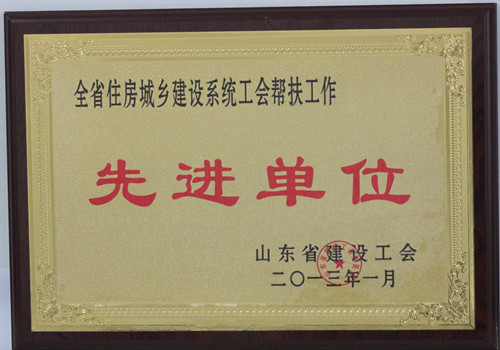 全省住房城乡建设系统工会帮扶工作
先进单位
山东省建设工会
二〇一三年一月